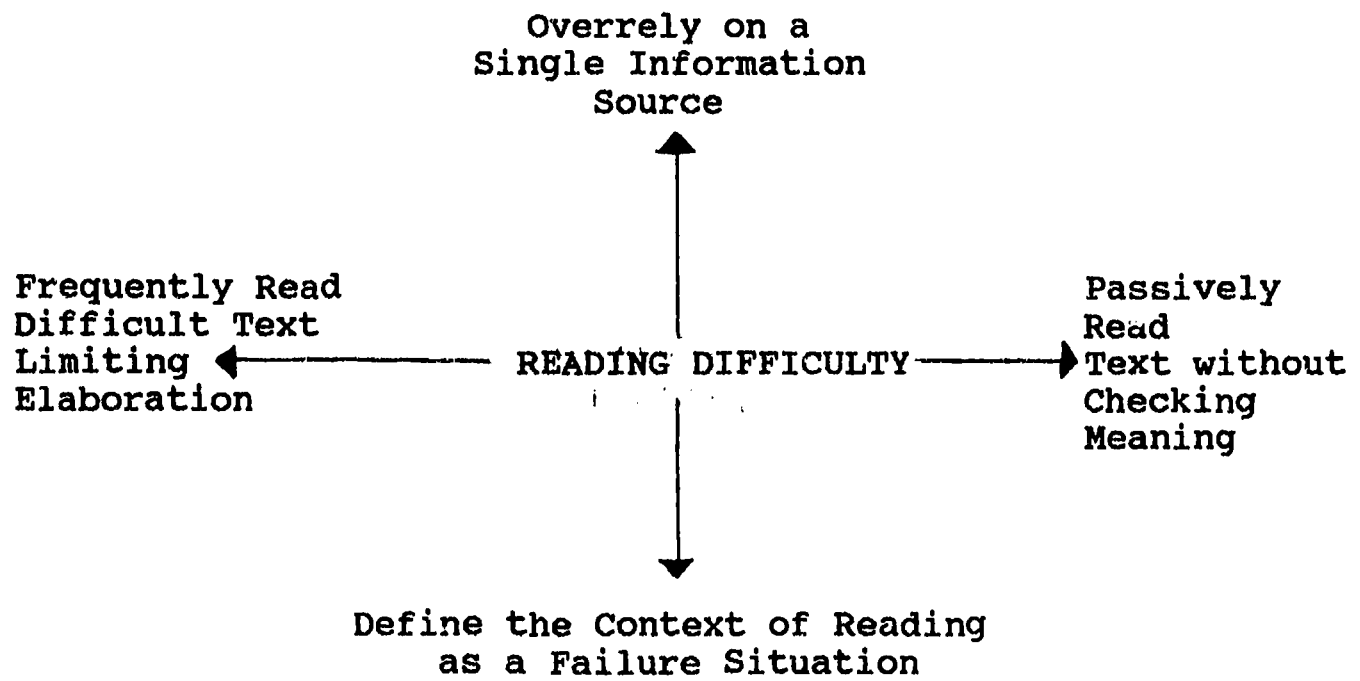 Overrely on a
Single Information
Source
Frequently Read
Difficult Text
Limiting
Elaboration
READING DIFFICULTY
Passively
Read
Text without
Checking
Meaning
Define the Context of Reading
as a Failure Situation